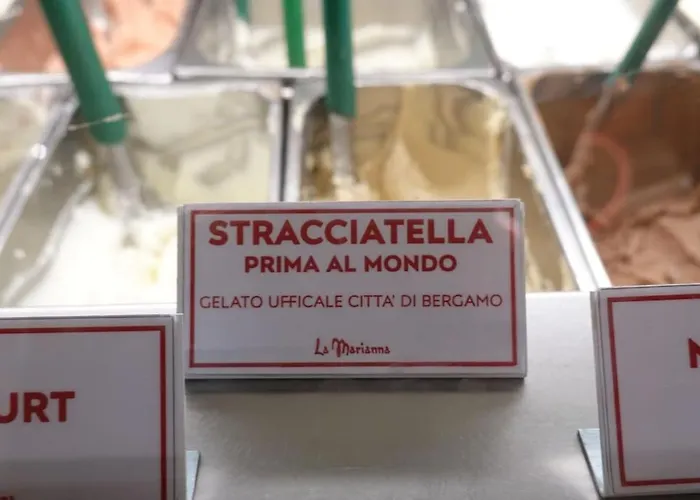 STRACCIATELLA
PRIMA AL MONDO
GELATO UFFICALE CITTA' DI BERGAMO
La Marianna
URT